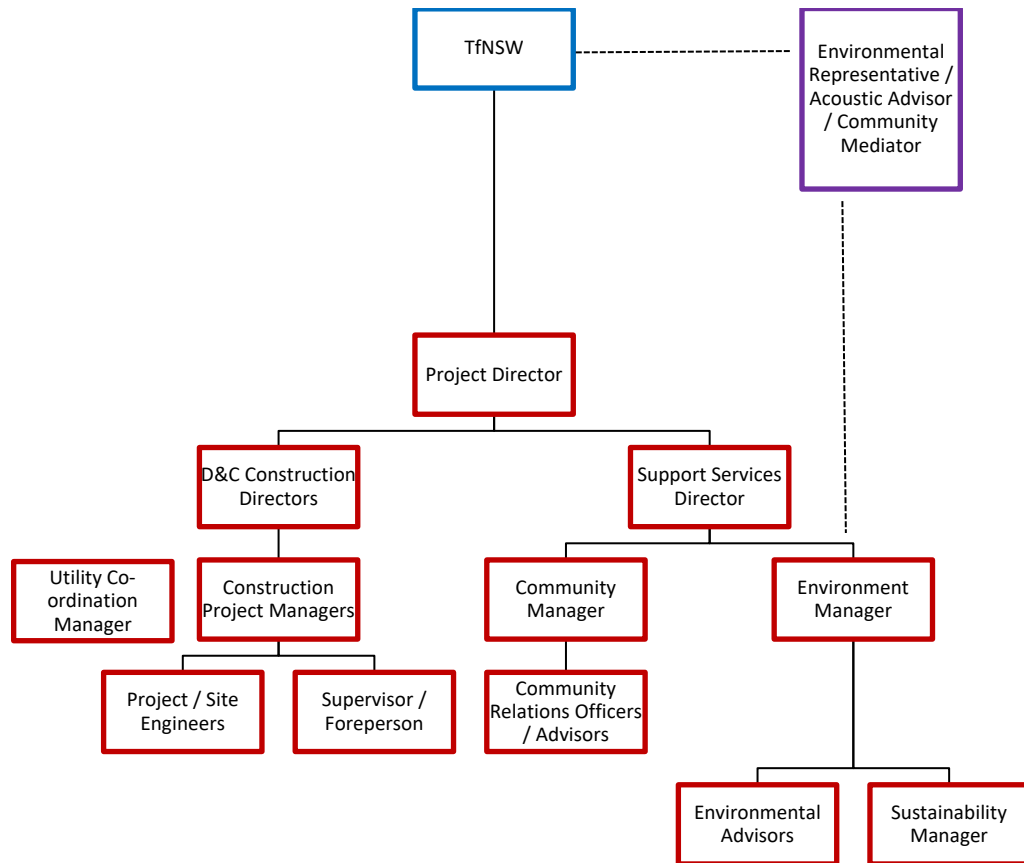 TfNSW
Environmental
Representative /
Acoustic Advisor
/ Community
Mediator
Project Director
D&C Construction
Directors
Support Services
Director
Utility Co-
ordination
Manager
Construction
Project Managers
Community
Manager
Environment
Manager
Project / Site
Engineers
Supervisor /
Foreperson
Community
Relations Officers
/ Advisors
Environmental
Advisors
Sustainability
Manager